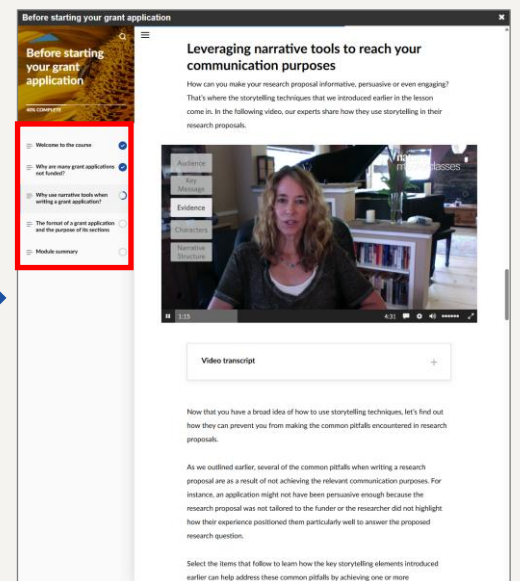 Before starting your grant application
Before starting
your grant
application
40% COMPLETE
Welcome to the course
Why are many grant applications
not funded?
Why use narrative tools when
writing a grant application?
The format of a grant application
and the purpose of its sections
Module summary
Leveraging narrative tools to reach your
communication purposes
How can you make your research proposal informative, persuasive or even engaging?
That's where the storytelling techniques that we introduced earlier in the lesson
come in. In the following video, our experts share how they use storytelling in their
research proposals.
Audience
Key
Message
Evidence
Characters
Narrative
Structure
masterclasses
1:15
4:31
Video transcript
Now that you have a broad idea of how to use storytelling techniques, let's find out
how they can prevent you from making the common pitfalls encountered in research
proposals.
As we outlined earlier, several of the common pitfalls when writing a research
proposal are as a result of not achieving the relevant communication purposes. For
instance, an application might not have been persuasive enough because the
research proposal was not tailored to the funder or the researcher did not highlight
how their experience positioned them particularly well to answer the proposed
research question.
Select the items that follow to learn how the key storytelling elements introduced
earlier can help address these common pitfalls by achieving one or more